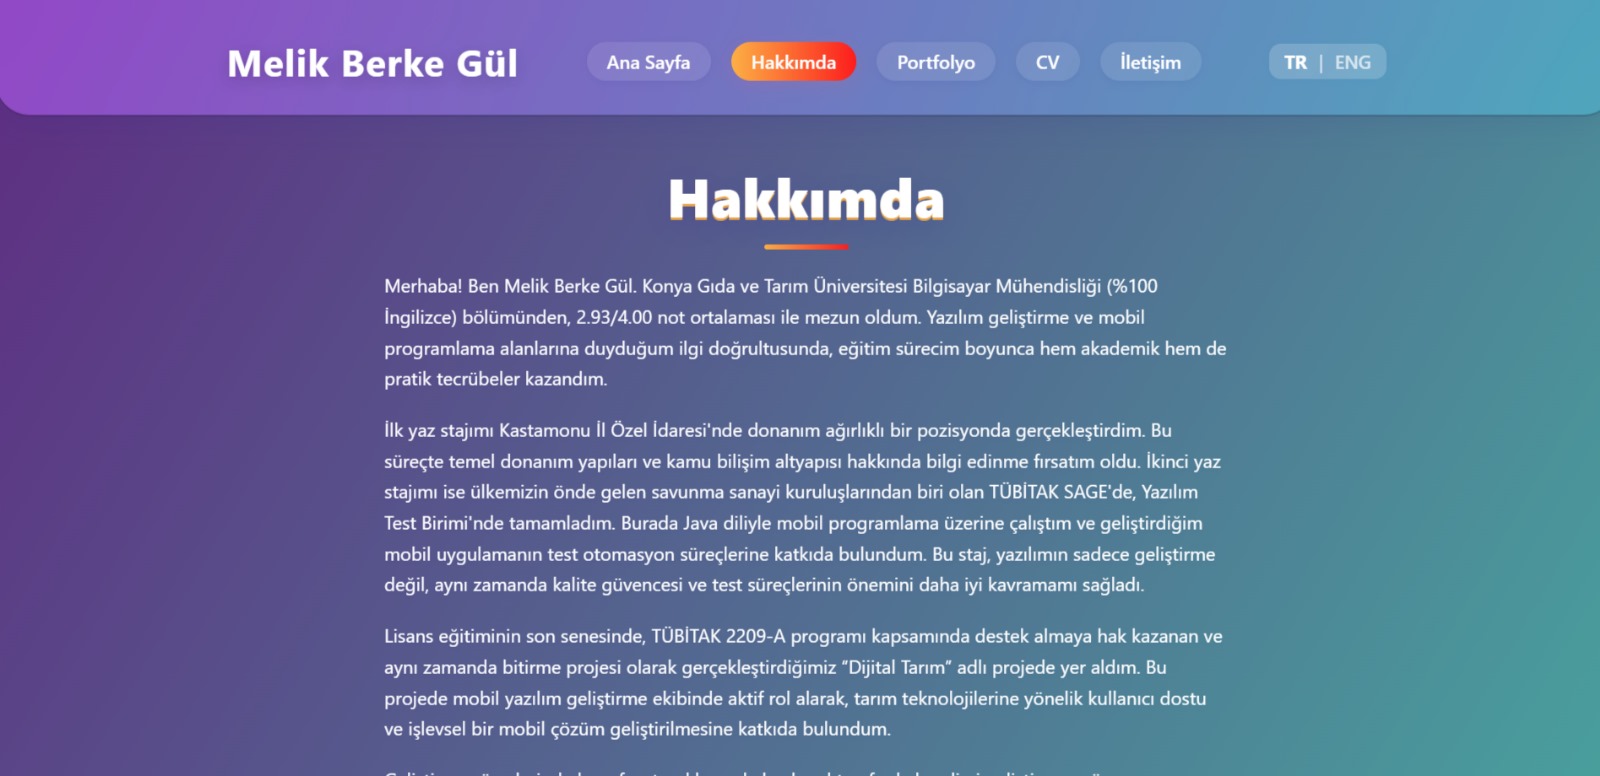 Melik Berke Gül
Ana Sayfa
Hakkımda
Portfolyo
CV
İletişim
TR | ENG
Hakkımda
Merhaba! Ben Melik Berke Gül. Konya Gıda ve Tarım Üniversitesi Bilgisayar Mühendisliği (%100
İngilizce) bölümünden, 2.93/4.00 not ortalaması ile mezun oldum. Yazılım geliştirme ve mobil
programlama alanlarına duyduğum ilgi doğrultusunda, eğitim sürecim boyunca hem akademik hem de
pratik tecrübeler kazandım.
İlk yaz stajımı Kastamonu İl Özel İdaresi'nde donanım ağırlıklı bir pozisyonda gerçekleştirdim. Bu
süreçte temel donanım yapıları ve kamu bilişim altyapısı hakkında bilgi edinme fırsatım oldu. İkinci yaz
stajımı ise ülkemizin önde gelen savunma sanayi kuruluşlarından biri olan TÜBİTAK SAGE'de, Yazılım
Test Birimi'nde tamamladım. Burada Java diliyle mobil programlama üzerine çalıştım ve geliştirdiğim
mobil uygulamanın test otomasyon süreçlerine katkıda bulundum. Bu staj, yazılımın sadece geliştirme
değil, aynı zamanda kalite güvencesi ve test süreçlerinin önemini daha iyi kavramamı sağladı.
Lisans eğitiminin son senesinde, TÜBİTAK 2209-A programı kapsamında destek almaya hak kazanan ve
aynı zamanda bitirme projesi olarak gerçekleştirdiğimiz “Dijital Tarım” adlı projede yer aldım. Bu
projede mobil yazılım geliştirme ekibinde aktif rol alarak, tarım teknolojilerine yönelik kullanıcı dostu
ve işlevsel bir mobil çözüm geliştirilmesine katkıda bulundum.